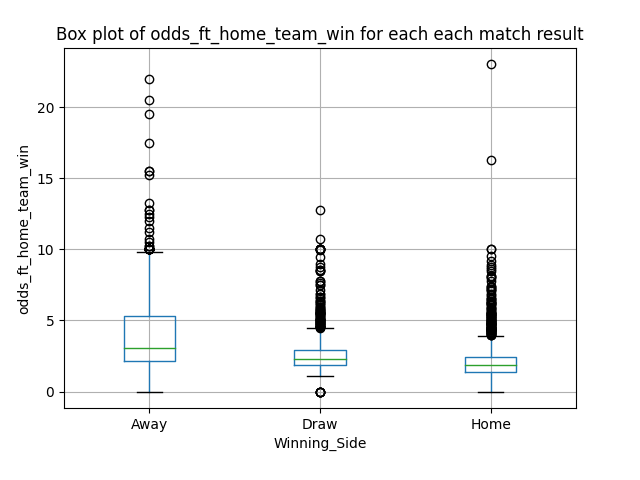 Box plot of odds_ft_home_team_win for each each match result
odds_ft_home_team_win
20
15
10
5
0
Away
Draw
Home
Winning_Side